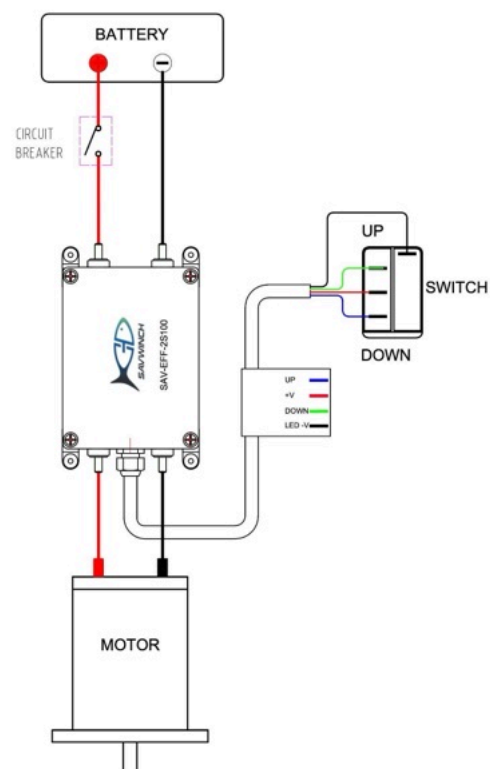 BATTERY
CIRCUIT
BREAKER
UP
SWITCH
DOWN
SAVWINCH
SAV-EFF-2S100
UP
+V
DOWN
LED -V
MOTOR